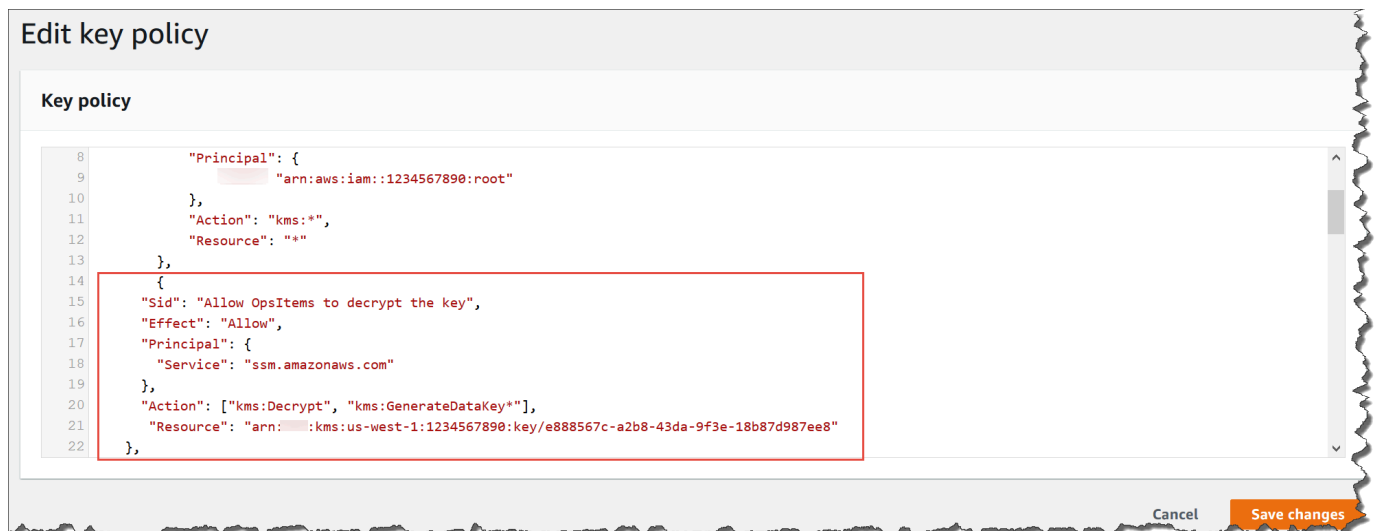 Edit key policy
Key policy
8 "Principal": {
9 "arn:aws:iam::1234567890:root"
10 },
11 "Action": "kms:*",
12 "Resource": "*"
13 },
14 {
15 "Sid": "Allow OpsItems to decrypt the key",
16 "Effect": "Allow",
17 "Principal": {
18 "Service": "ssm.amazonaws.com"
19 },
20 "Action": ["kms:Decrypt", "kms:GenerateDataKey*"],
21 "Resource": "arn: :kms:us-west-1:1234567890:key/e888567c-a2b8-43da-9f3e-18b87d987ee8"
22 },
Cancel Save changes